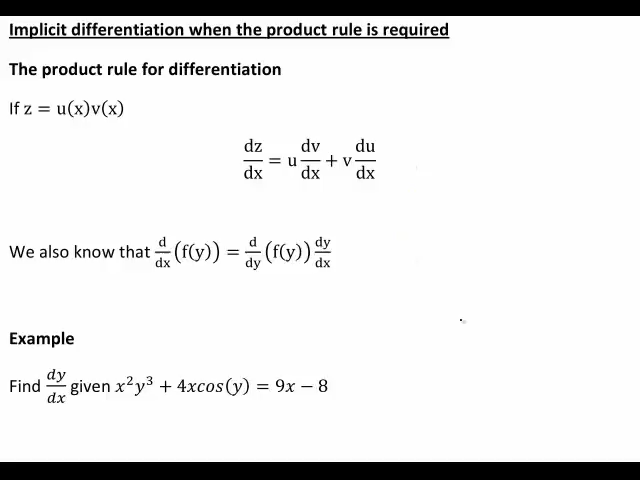 Implicit differentiation when the product rule is required
The product rule for differentiation
If z = u(x)v(x)
dz/dx = u dv/dx + v du/dx
We also know that d/dx (f(y)) = d/dy (f(y)) dy/dx
Example
Find dy/dx given x²y³ + 4xcos(y) = 9x − 8